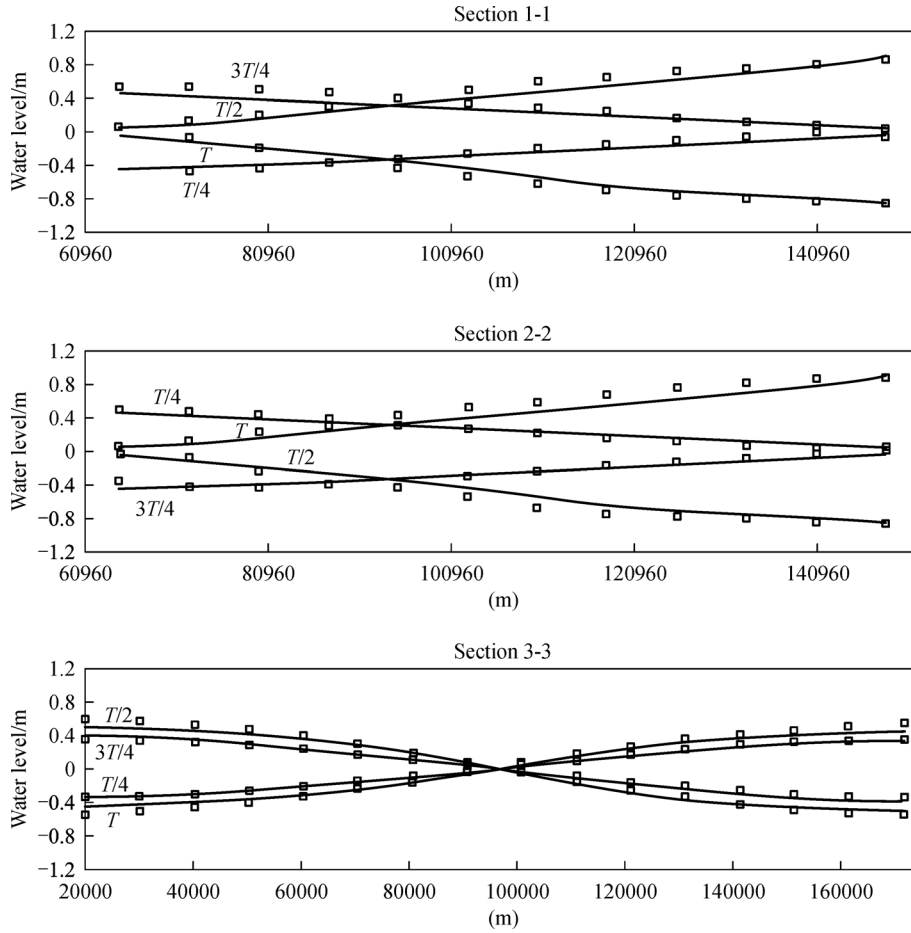 Section 1-1
Water level/m
1.2
0.8
0.4
0
−0.4
−0.8
−1.2
3T/4
T/2
T
T/4
60960
80960
100960
120960
140960
(m)
Section 2-2
Water level/m
1.2
0.8
0.4
0
−0.4
−0.8
−1.2
T/4
T
T/2
3T/4
60960
80960
100960
120960
140960
(m)
Section 3-3
Water level/m
1.2
0.8
0.4
0
−0.4
−0.8
−1.2
T/2
3T/4
T/4
T
20000
40000
60000
80000
100000
120000
140000
160000
(m)